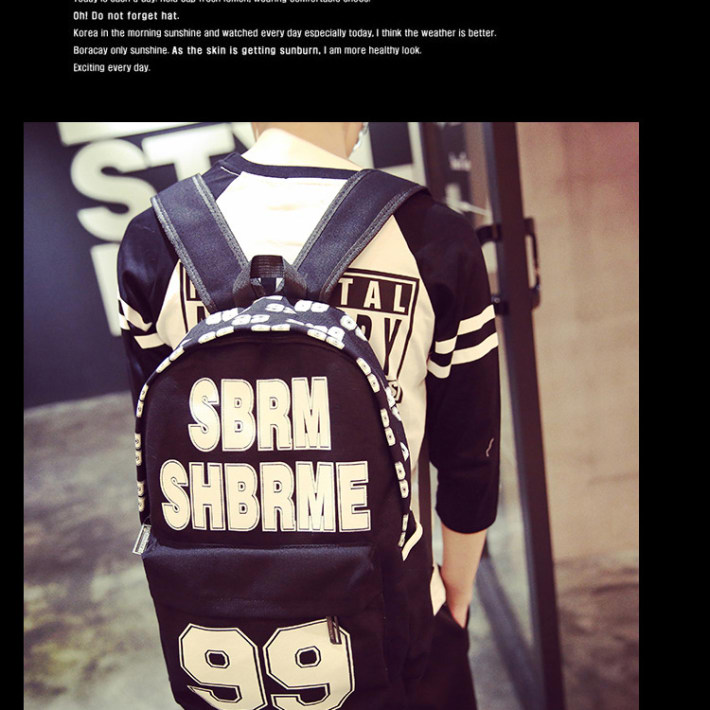 Oh! Do not forget hat.
Korea in the morning sunshine and watched every day especially today, I think the weather is better.
Boracay only sunshine. As the skin is getting sunburn, I am more healthy look.
Exciting every day.
STY
TAL
SBRM
SHBRME
99